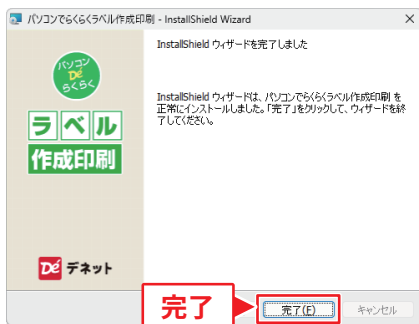 パソコンでらくらくラベル作成印刷 - InstallShield Wizard
InstallShield ウィザードを完了しました
InstallShield ウィザードは、パソコンでらくらくラベル作成印刷 を
正常にインストールしました。「完了」をクリックして、ウィザードを終
了してください。
パソコン
De
らくらく
ラベル
作成印刷
De デネット
完了
完了(F)
キャンセル